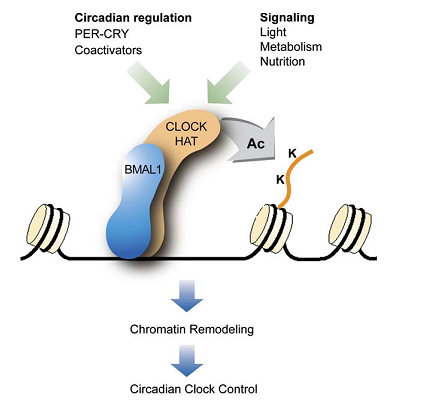 Circadian regulation
PER-CRY
Coactivators
Signaling
Light
Metabolism
Nutrition
CLOCK
HAT
Ac
BMAL1
K
K
Chromatin Remodeling
Circadian Clock Control